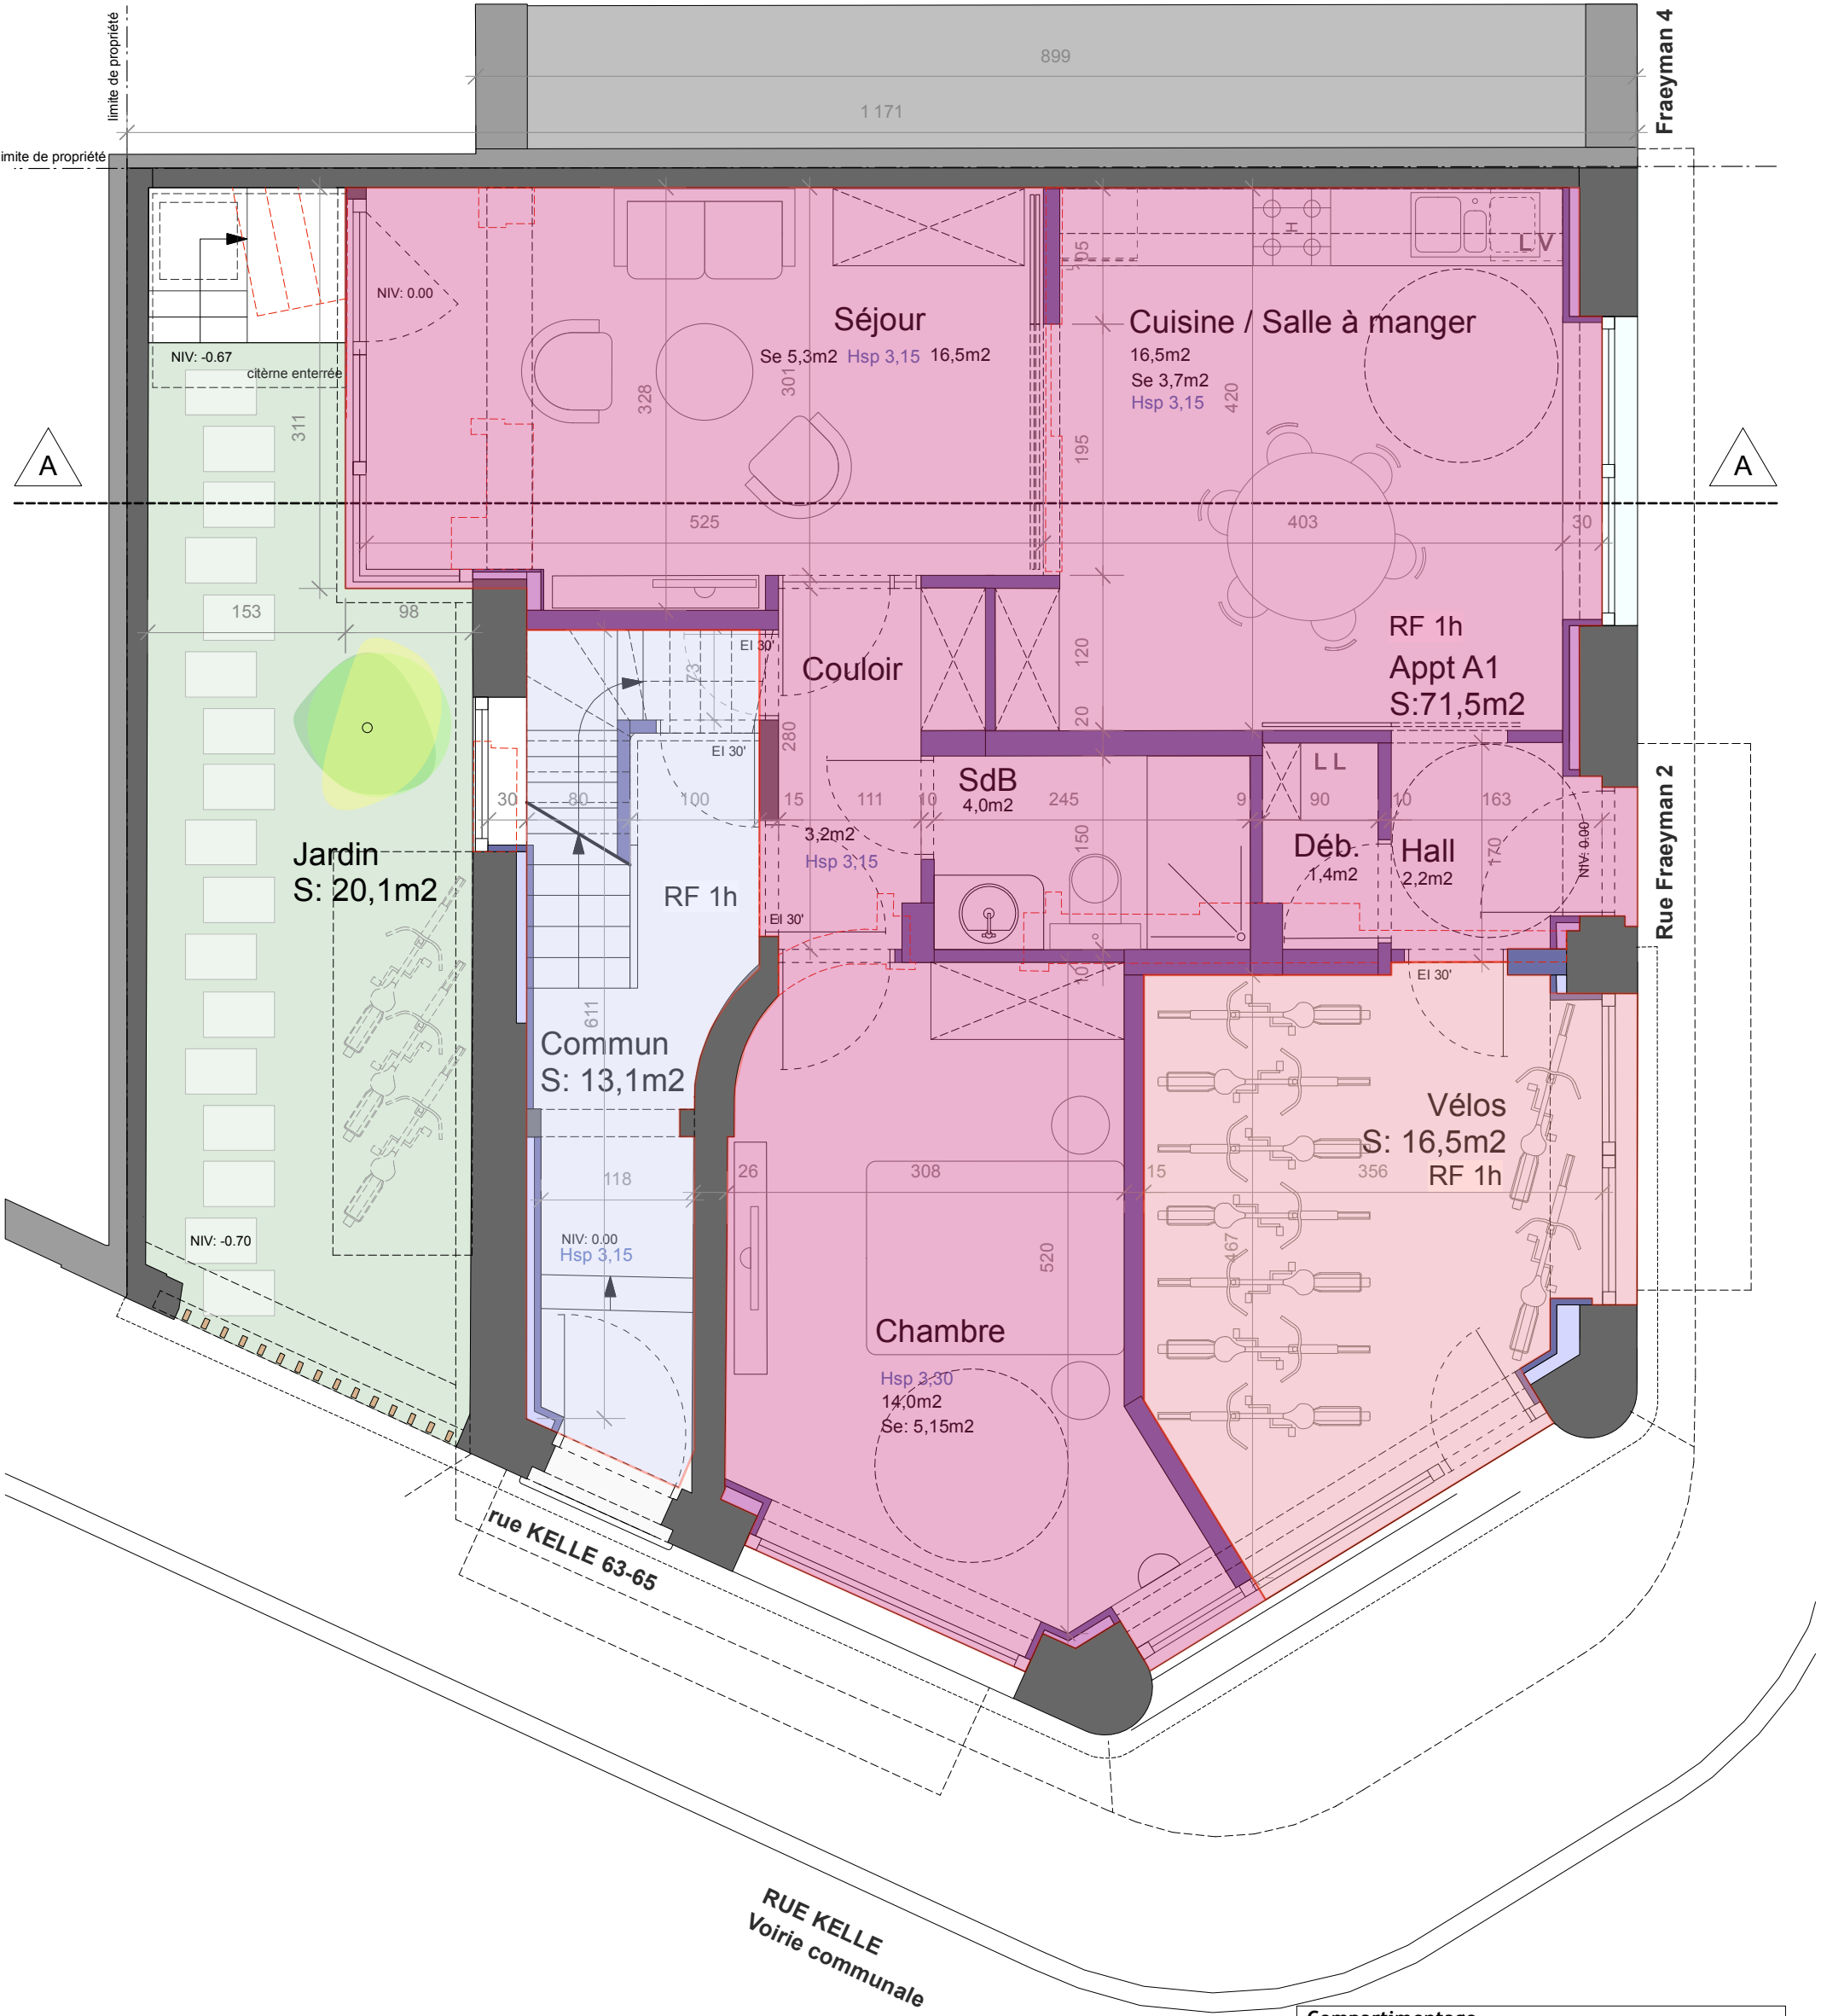 limite de propriété
899
Fraeyman 4
1 171
imite de propriété
NIV: 0.00
105
H
L V
Séjour
Se 5,3m2 Hsp 3,15 16,5m2
Cuisine / Salle à manger
16,5m2
Se 3,7m2
Hsp 3,15
NIV: -0.67
citèrne enterrée
328
301
420
311
195
A
A
525
403
30
153
98
RF 1h
Appt A1
S:71,5m2
EI 30'
73
Couloir
120
20
280
EI 30'
L L
SdB
4,0m2
30
80
100
15
111
10
245
9
90
10
163
3,2m2
Hsp 3,15
150
Déb.
1,4m2
Hall
2,2m2
170
NIV: 0.00
Rue Fraeyman 2
Jardin
S: 20,1m2
RF 1h
EI 30'
10
EI 30'
611
Commun
S: 13,1m2
Vélos
S: 16,5m2
RF 1h
118
26
308
15
356
NIV: -0.70
NIV: 0.00
Hsp 3,15
520
467
Chambre
Hsp 3,30
14,0m2
Se: 5,15m2
rue KELLE 63-65
RUE KELLE
Voirie communale
Compartimentage